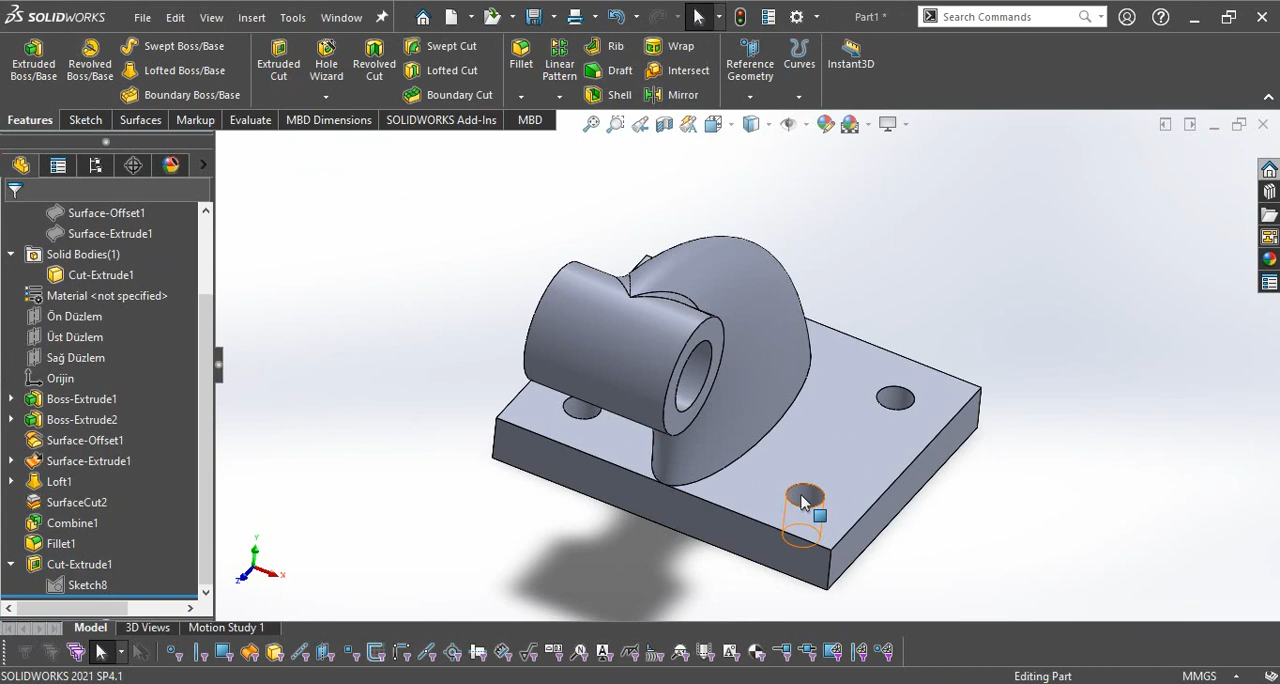 SOLIDWORKS File Edit View Insert Tools Window Part1 * Search Commands
Extruded Boss/Base
Revolved Boss/Base
Swept Boss/Base
Lofted Boss/Base
Boundary Boss/Base
Extruded Cut
Hole Wizard
Revolved Cut
Swept Cut
Lofted Cut
Boundary Cut
Fillet
Linear Pattern
Rib
Draft
Shell
Wrap
Intersect
Mirror
Reference Geometry
Curves
Instant3D
Features Sketch Surfaces Markup Evaluate MBD Dimensions SOLIDWORKS Add-Ins MBD
Surface-Offset1
Surface-Extrude1
Solid Bodies(1)
Cut-Extrude1
Material <not specified>
Ön Düzlem
Üst Düzlem
Sağ Düzlem
Orijin
Boss-Extrude1
Boss-Extrude2
Surface-Offset1
Surface-Extrude1
Loft1
SurfaceCut2
Combine1
Fillet1
Cut-Extrude1
Sketch8
Y
Z
X
Model 3D Views Motion Study 1
SOLIDWORKS 2021 SP4.1 Editing Part MMGS